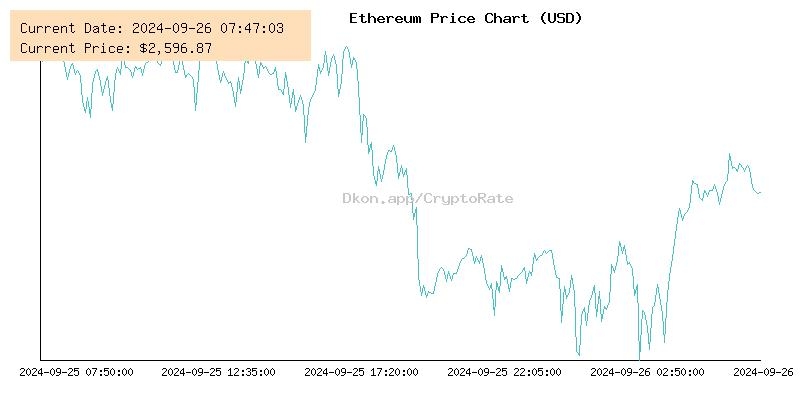 Ethereum Price Chart (USD)
Current Date: 2024-09-26 07:47:03
Current Price: $2,596.87
Dkon.app/CryptoRate
2024-09-25 07:50:00 2024-09-25 12:35:00 2024-09-25 17:20:00 2024-09-25 22:05:00 2024-09-26 02:50:00 2024-09-26